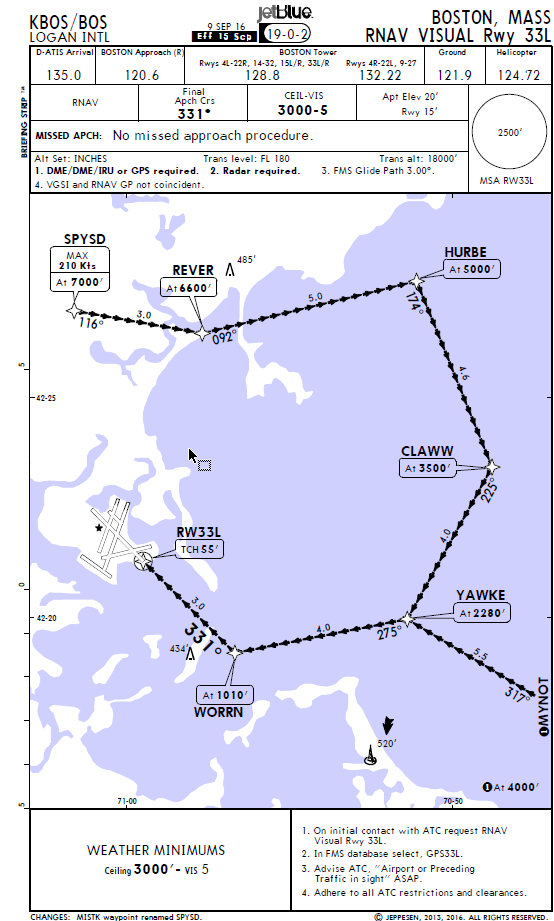 KBOS/BOS
LOGAN INTL
jetBlue
9 SEP 16
Eff 15 Sep
19-0-2
BOSTON, MASS
RNAV VISUAL Rwy 33L
BRIEFING STRIP ™
D-ATIS Arrival
135.0
BOSTON Approach (R)
120.6
BOSTON Tower
Rwys 4L-22R, 14-32, 15L/R, 33L/R
128.8
Rwys 4R-22L, 9-27
132.22
Ground
121.9
Helicopter
124.72
RNAV
Final
Apch Crs
331°
CEIL-VIS
3000-5
Apt Elev 20'
Rwy 15'
2500'
MSA RW33L
MISSED APCH: No missed approach procedure.
Alt Set: INCHES Trans level: FL 180 Trans alt: 18000'
1. DME/DME/IRU or GPS required. 2. Radar required. 3. FMS Glide Path 3.00°.
4. VGSI and RNAV GP not coincident.
SPYSD
MAX
210 Kts
At 7000'
116°
3.0
REVER
At 6600'
092°
485'
5.0
HURBE
At 5000'
174°
4.6
CLAWW
At 3500'
225°
4.0
YAWKE
At 2280'
275°
4.0
5.5
317°
MYNOT
1
1 At 4000'
WORRN
At 1010'
331°
3.0
RW33L
TCH 55'
434'
520'
5
42-25
0
42-20
5
71-00
70-50
WEATHER MINIMUMS
Ceiling 3000' - VIS 5
1. On initial contact with ATC request RNAV
Visual Rwy 33L.
2. In FMS database select, GPS33L.
3. Advise ATC, "Airport or Preceding
Traffic in sight" ASAP.
4. Adhere to all ATC restrictions and clearances.
CHANGES: MISTK waypoint renamed SPYSD.
© JEPPESEN, 2013, 2016. ALL RIGHTS RESERVED.